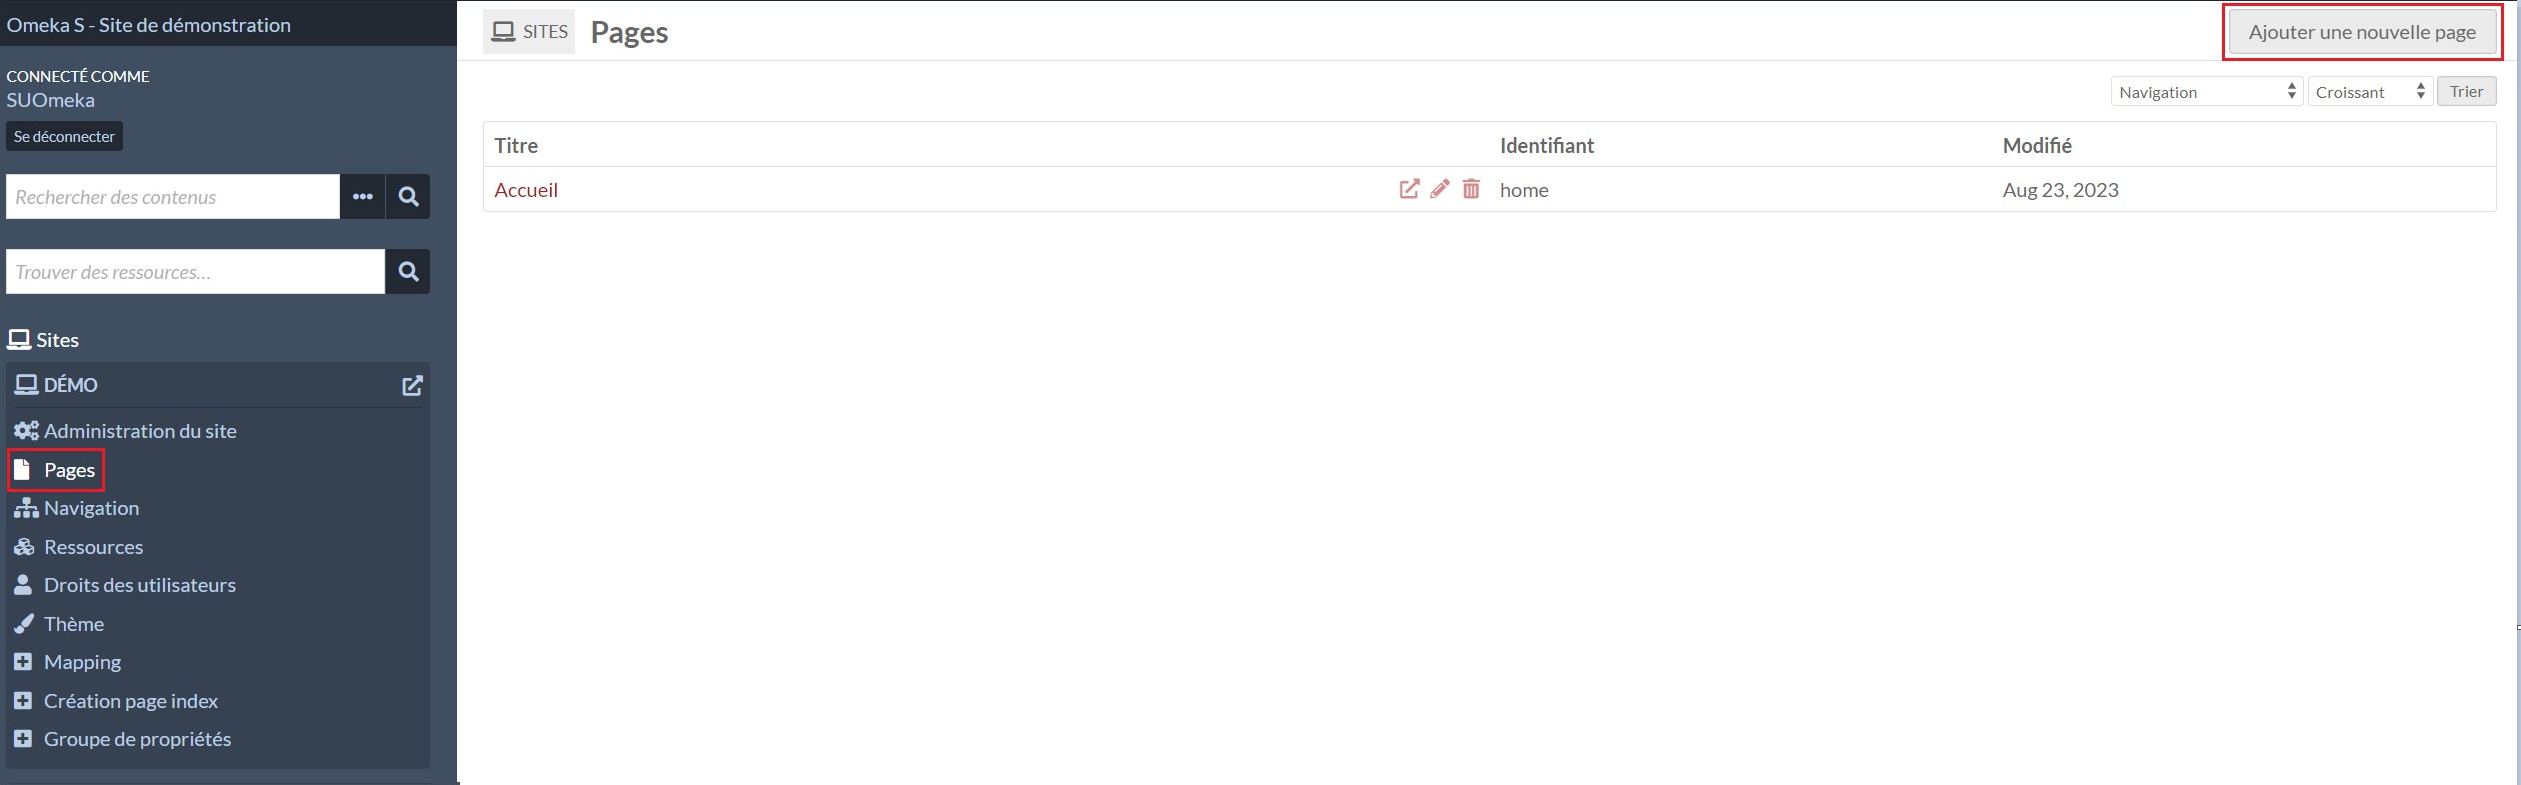 Omeka S - Site de démonstration
CONNECTÉ COMME
SUOmeka
Se déconnecter
Rechercher des contenus
Trouver des ressources...
Sites
DÉMO
Administration du site
Pages
Navigation
Ressources
Droits des utilisateurs
Thème
Mapping
Création page index
Groupe de propriétés
SITES Pages Ajouter une nouvelle page
Navigation Croissant Trier
Titre Identifiant Modifié
Accueil home Aug 23, 2023